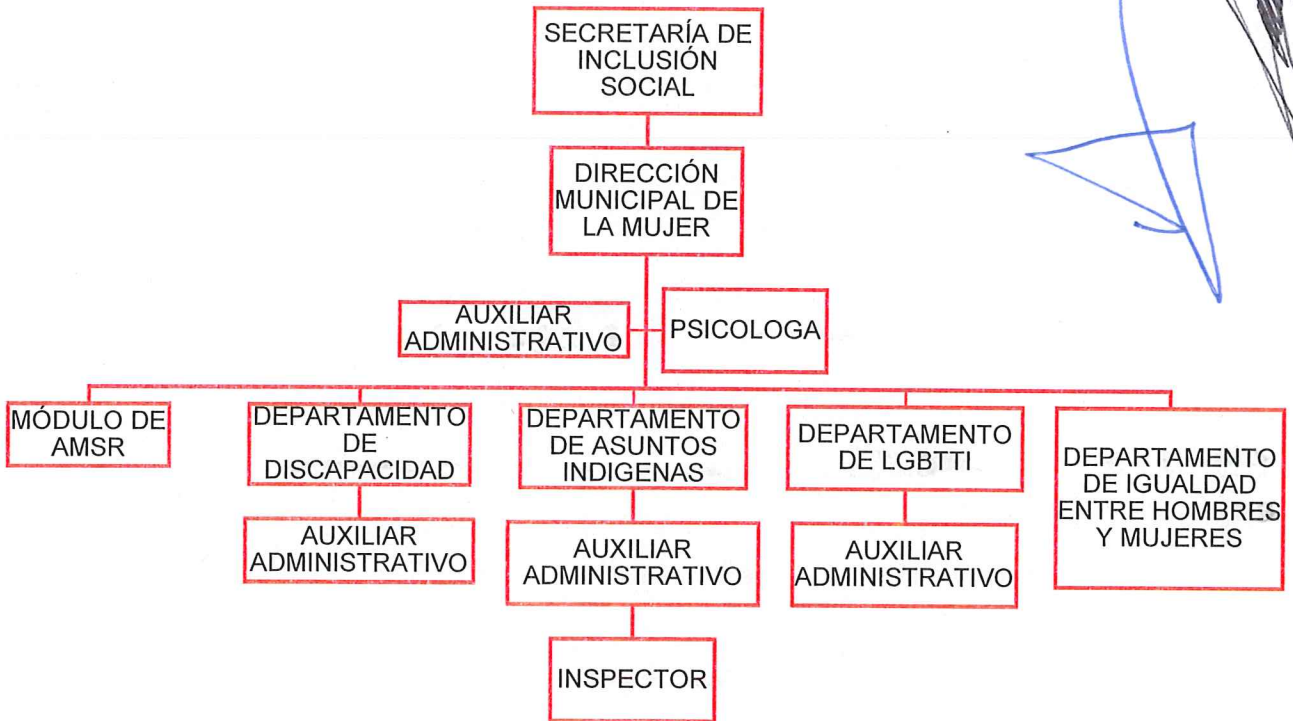 SECRETARÍA DE
INCLUSIÓN
SOCIAL
DIRECCIÓN
MUNICIPAL DE
LA MUJER
AUXILIAR
ADMINISTRATIVO
PSICOLOGA
MÓDULO DE
AMSR
DEPARTAMENTO
DE
DISCAPACIDAD
AUXILIAR
ADMINISTRATIVO
DEPARTAMENTO
DE ASUNTOS
INDIGENAS
AUXILIAR
ADMINISTRATIVO
INSPECTOR
DEPARTAMENTO
DE LGBTTI
AUXILIAR
ADMINISTRATIVO
DEPARTAMENTO
DE IGUALDAD
ENTRE HOMBRES
Y MUJERES